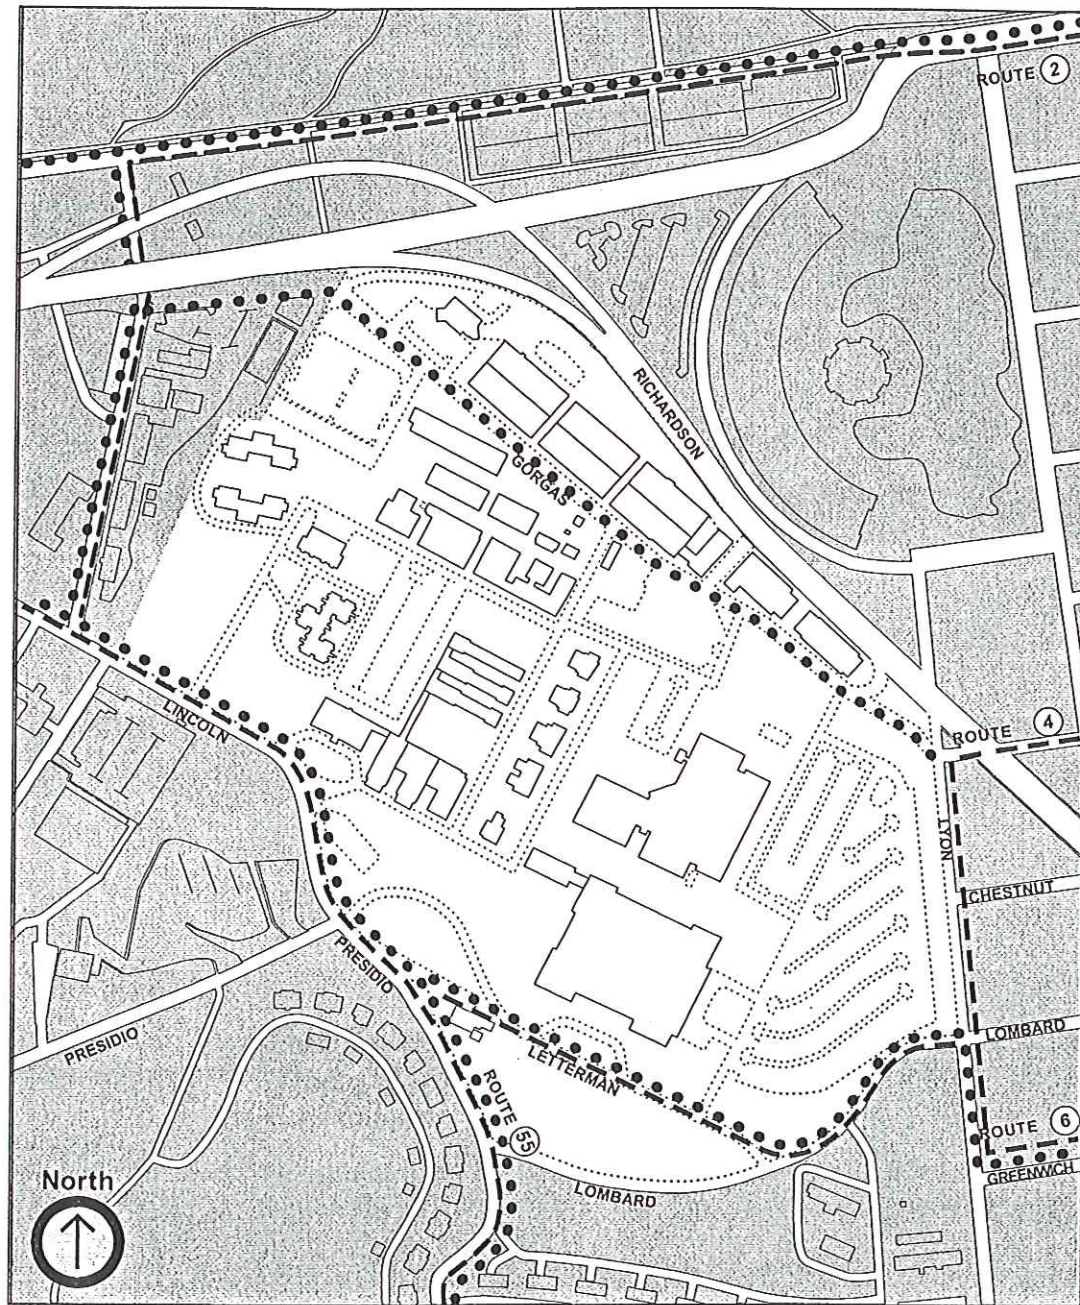 ROUTE 2
RICHARDSON
GORGAS
LINCOLN
ROUTE 4
LYON
CHESTNUT
PRESIDIO
PRESIDIO
LOMBARD
LETTERMAN
ROUTE 55
ROUTE 6
GREENWICH
LOMBARD
North